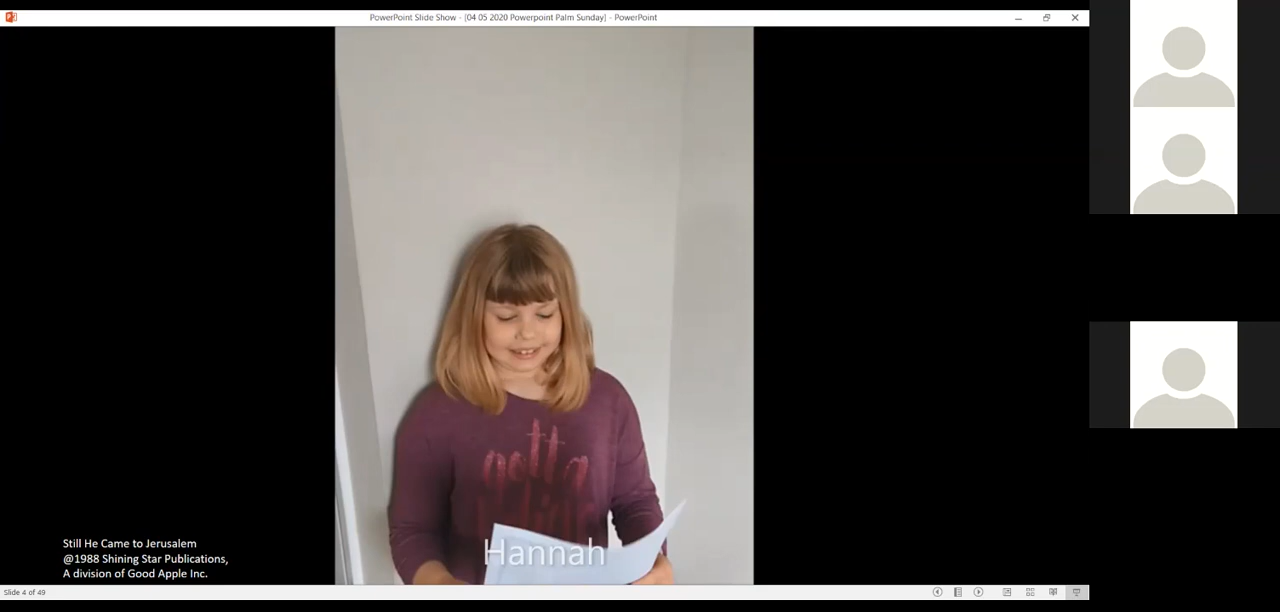 PowerPoint Slide Show - [04 05 2020 Powerpoint Palm Sunday] - PowerPoint
gotta
Hannah
Still He Came to Jerusalem
@1988 Shining Star Publications,
A division of Good Apple Inc.
Slide 4 of 49